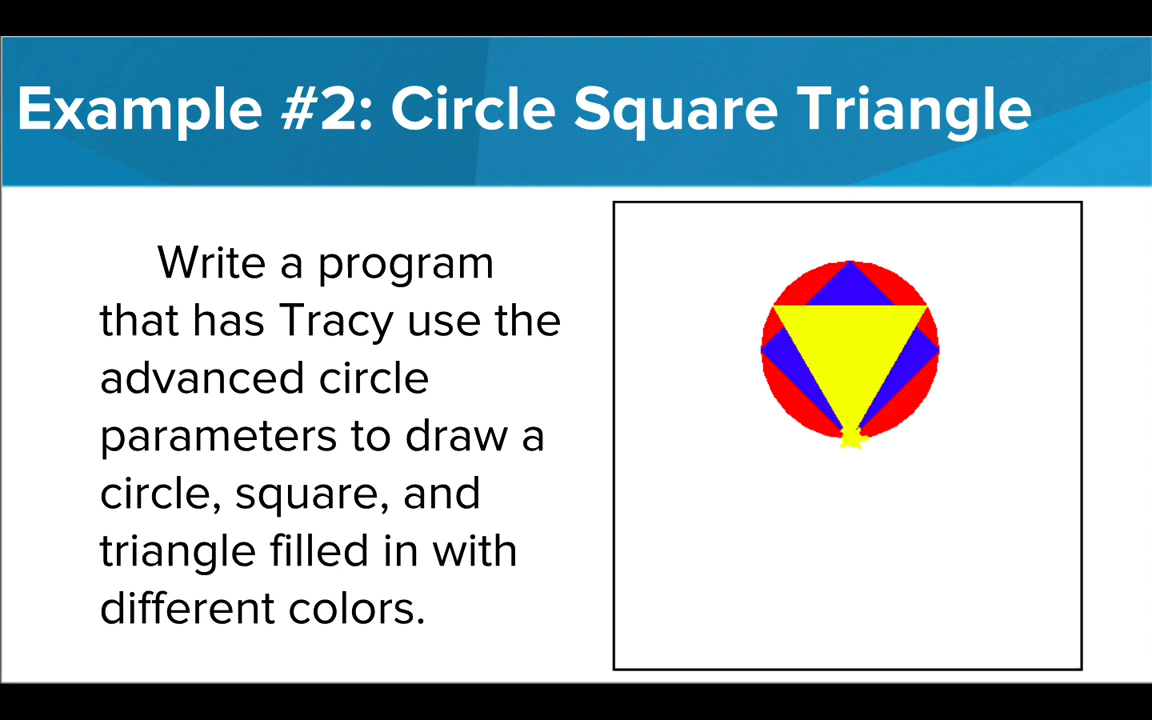 Example #2: Circle Square Triangle
Write a program
that has Tracy use the
advanced circle
parameters to draw a
circle, square, and
triangle filled in with
different colors.